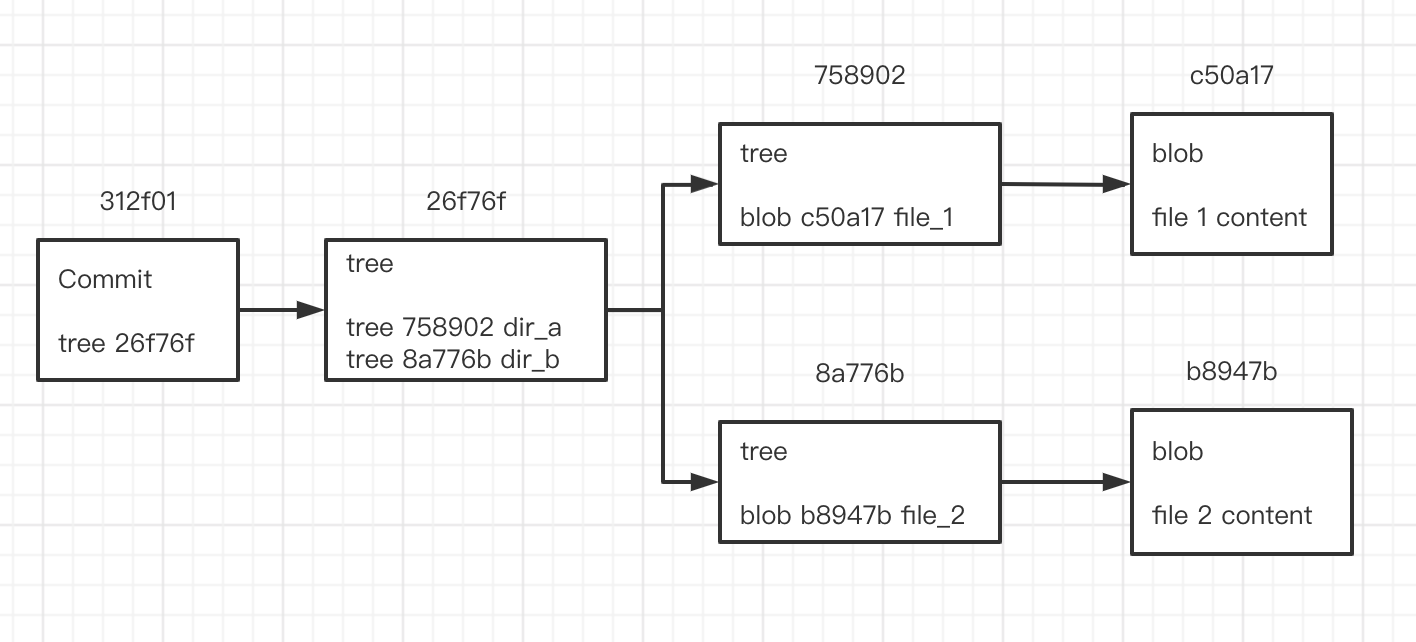 312f01
Commit
tree 26f76f
26f76f
tree
tree 758902 dir_a
tree 8a776b dir_b
758902
tree
blob c50a17 file_1
c50a17
blob
file 1 content
8a776b
tree
blob b8947b file_2
b8947b
blob
file 2 content